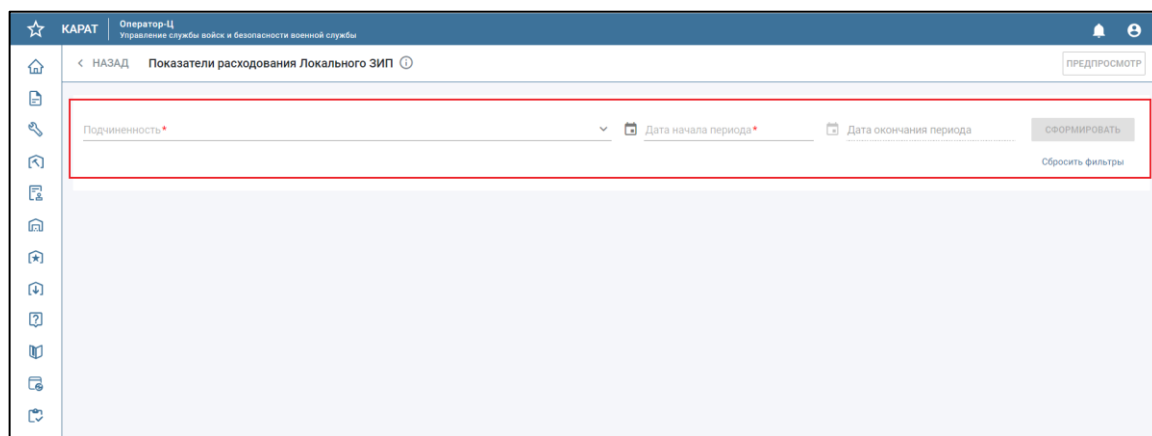 КАРАТ
Оператор-Ц
Управление службы войск и безопасности военной службы
< НАЗАД Показатели расходования Локального ЗИП
ПРЕДПРОСМОТР
Подчиненность* Дата начала периода* Дата окончания периода СФОРМИРОВАТЬ
Сбросить фильтры